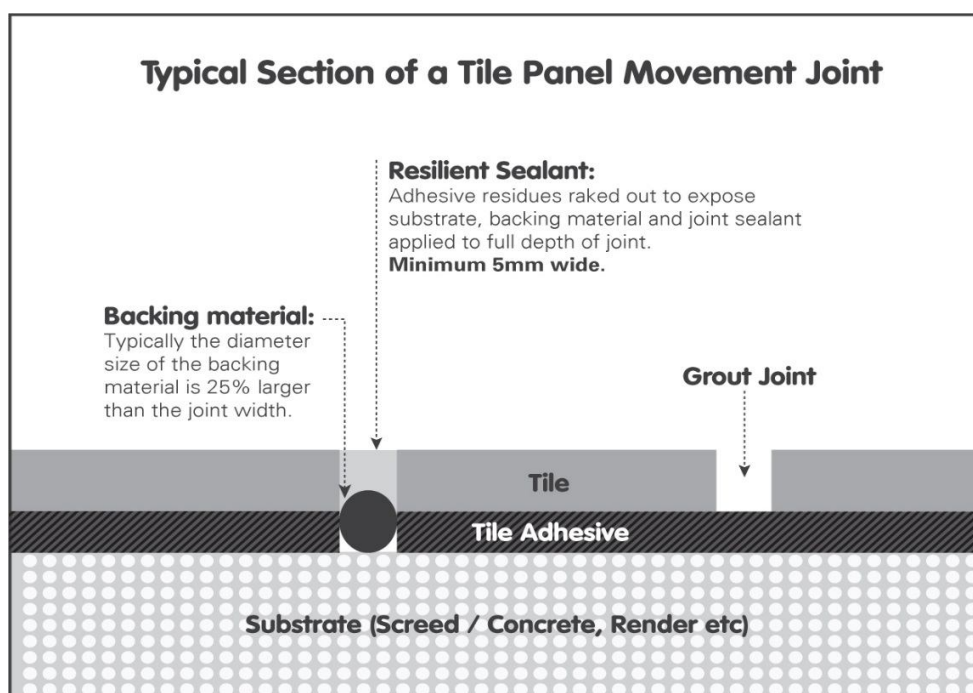 Typical Section of a Tile Panel Movement Joint
Resilient Sealant:
Adhesive residues raked out to expose
substrate, backing material and joint sealant
applied to full depth of joint.
Minimum 5mm wide.
Backing material:
Typically the diameter
size of the backing
material is 25% larger
than the joint width.
Grout Joint
Tile
Tile Adhesive
Substrate (Screed / Concrete, Render etc)